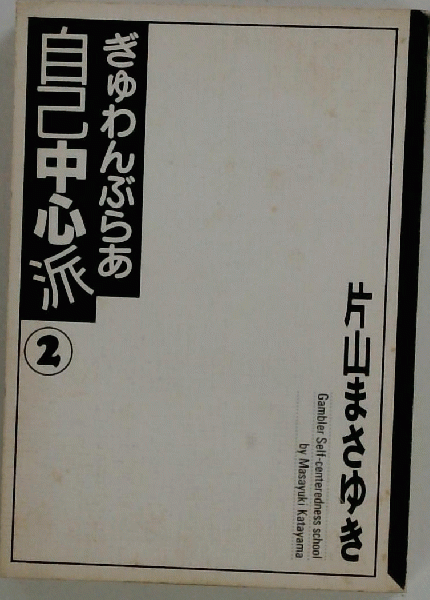 ぎゅわんぶらあ
自己中心派
2
片山まさゆき
Gambler Self-centeredness school
by Masayuki Katayama